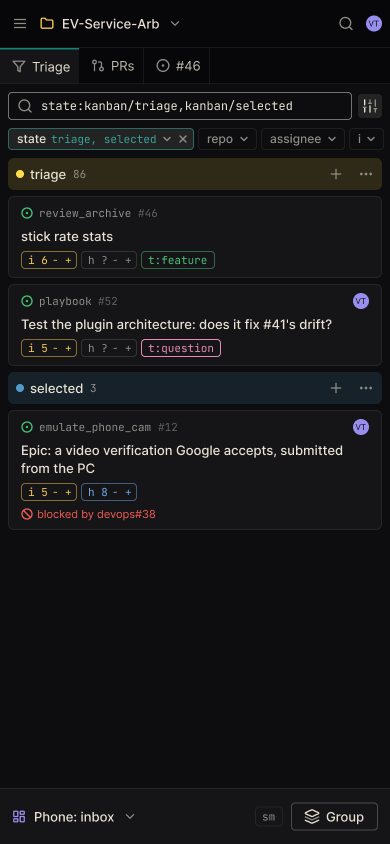 EV-Service-Arb
VT
Triage
PRs
#46
state:kanban/triage,kanban/selected
state triage, selected
repo
assignee
i
triage 86
review_archive #46
stick rate stats
i 6 - +
h ? - +
t:feature
playbook #52
VT
Test the plugin architecture: does it fix #41's drift?
i 5 - +
h ? - +
t:question
selected 3
emulate_phone_cam #12
VT
Epic: a video verification Google accepts, submitted
from the PC
i 5 - +
h 8 - +
blocked by devops#38
Phone: inbox
sm
Group